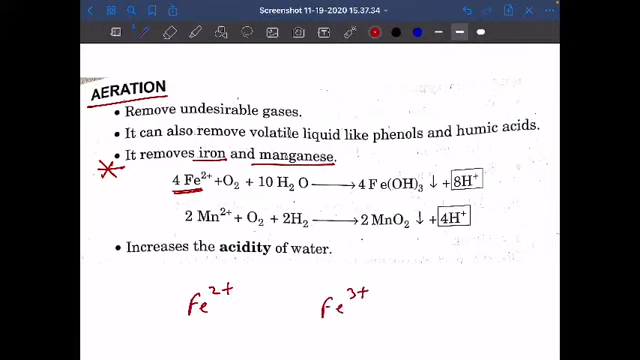 Screenshot 11-19-2020 15.37.34
AERATION
• Remove undesirable gases.
• It can also remove volatile liquid like phenols and humic acids.
• It removes iron and manganese.
4 Fe²⁺ + O₂ + 10 H₂ O ⟶ 4 F e(OH)₃ ↓ + 8H⁺
2 Mn²⁺ + O₂ + 2H₂ ⟶ 2 MnO₂ ↓ + 4H⁺
• Increases the acidity of water.
Fe²⁺ Fe³⁺